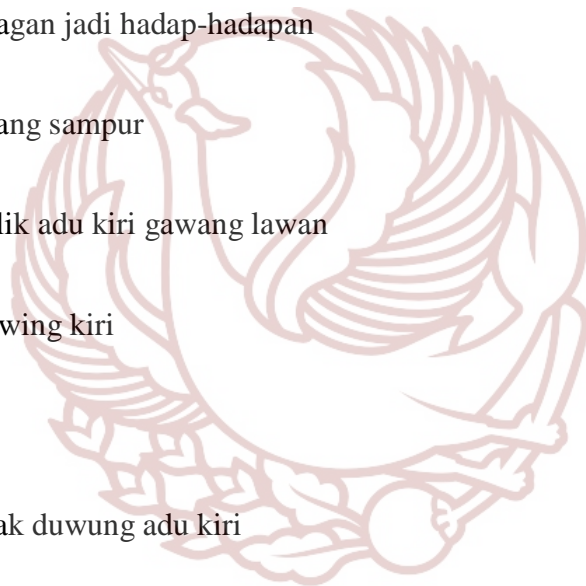 agan jadi hadap-hadapan
ang sampur
lik adu kiri gawang lawan
wing kiri
ak duwung adu kiri